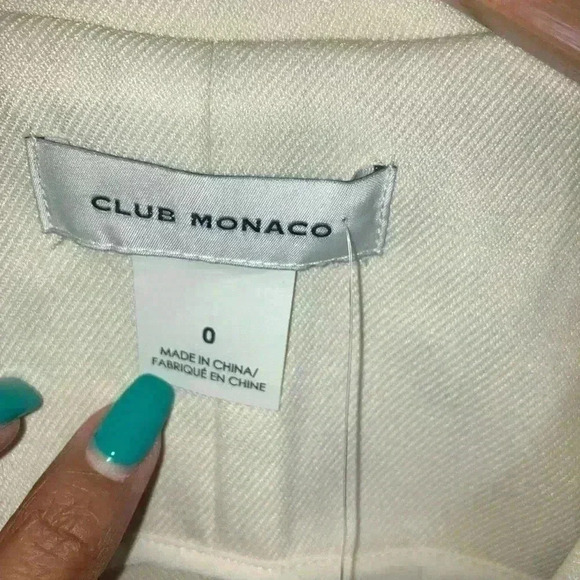 CLUB MONACO
0
MADE IN CHINA/
FABRIQUÉ EN CHINE